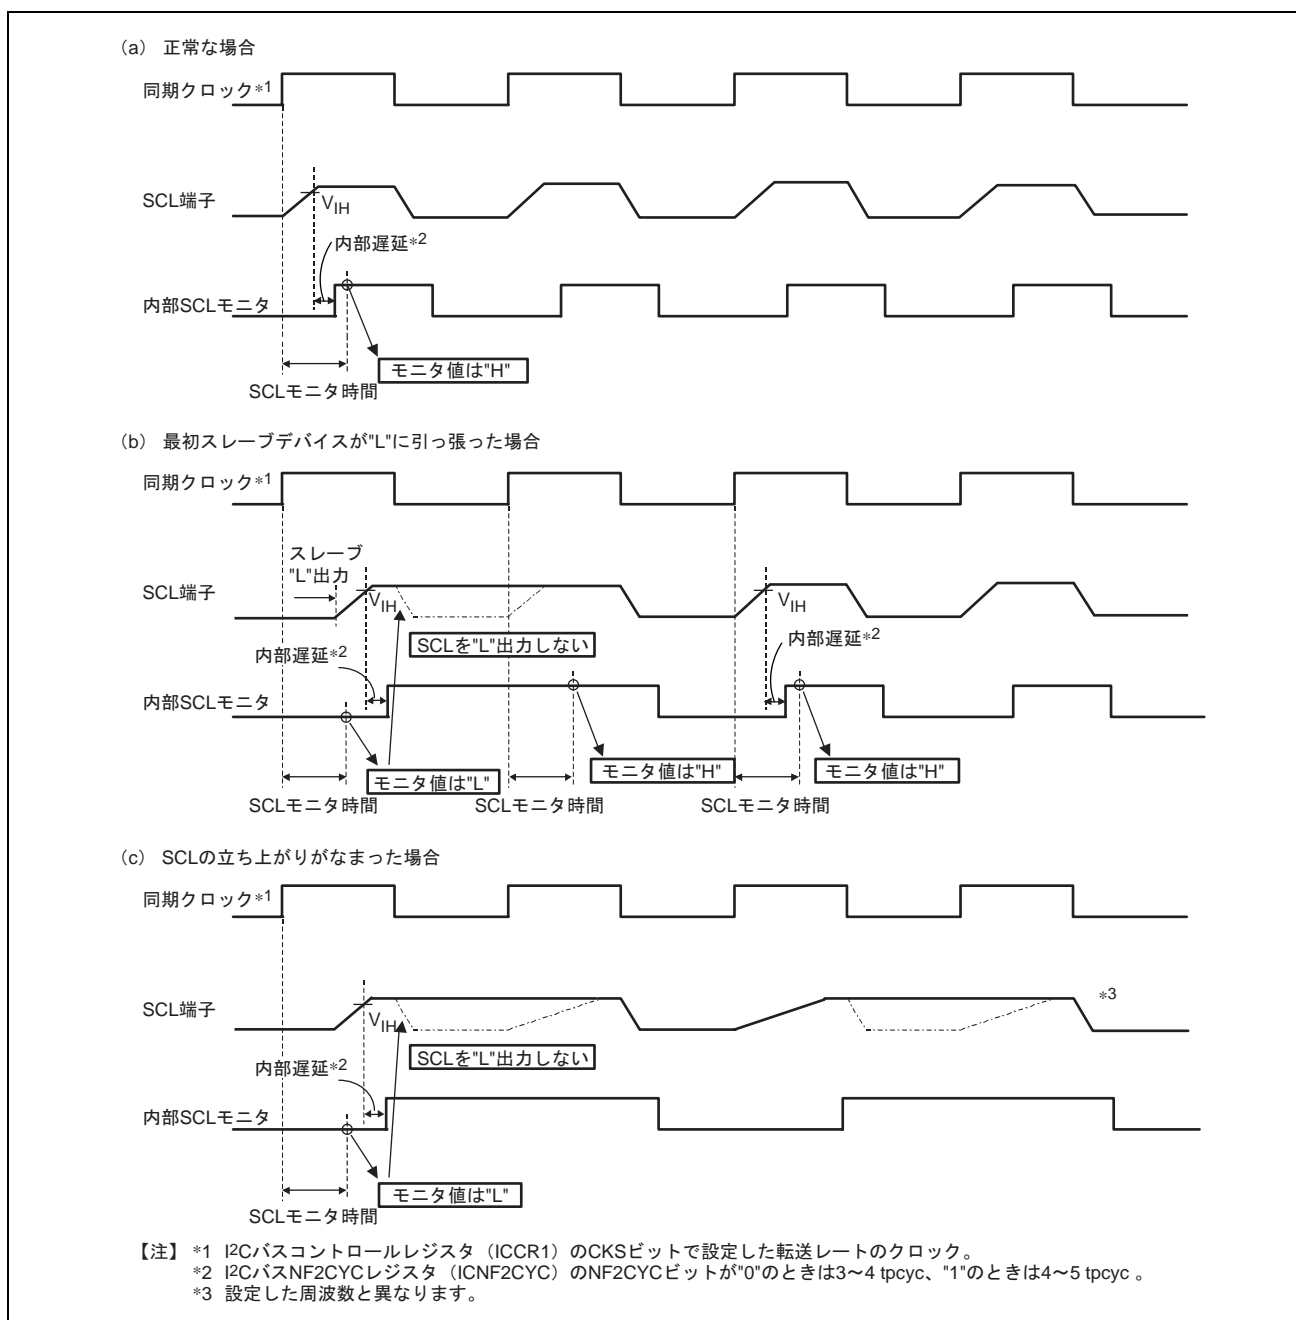 (a) 正常な場合
同期クロック*1
SCL端子
VIH
内部遅延*2
内部SCLモニタ
モニタ値は"H"
SCLモニタ時間
(b) 最初スレーブデバイスが"L"に引っ張った場合
同期クロック*1
スレーブ
"L"出力
SCL端子
VIH
VIH
SCLを"L"出力しない
内部遅延*2
内部遅延*2
内部SCLモニタ
モニタ値は"L"
モニタ値は"H"
モニタ値は"H"
SCLモニタ時間
SCLモニタ時間
SCLモニタ時間
(c) SCLの立ち上がりがなまった場合
同期クロック*1
SCL端子
*3
VIH
SCLを"L"出力しない
内部遅延*2
内部SCLモニタ
モニタ値は"L"
SCLモニタ時間
【注】 *1 I2Cバスコントロールレジスタ（ICCR1）のCKSビットで設定した転送レートのクロック。
*2 I2CバスNF2CYCレジスタ（ICNF2CYC）のNF2CYCビットが"0"のときは3～4 tpcyc、"1"のときは4～5 tpcyc 。
*3 設定した周波数と異なります。